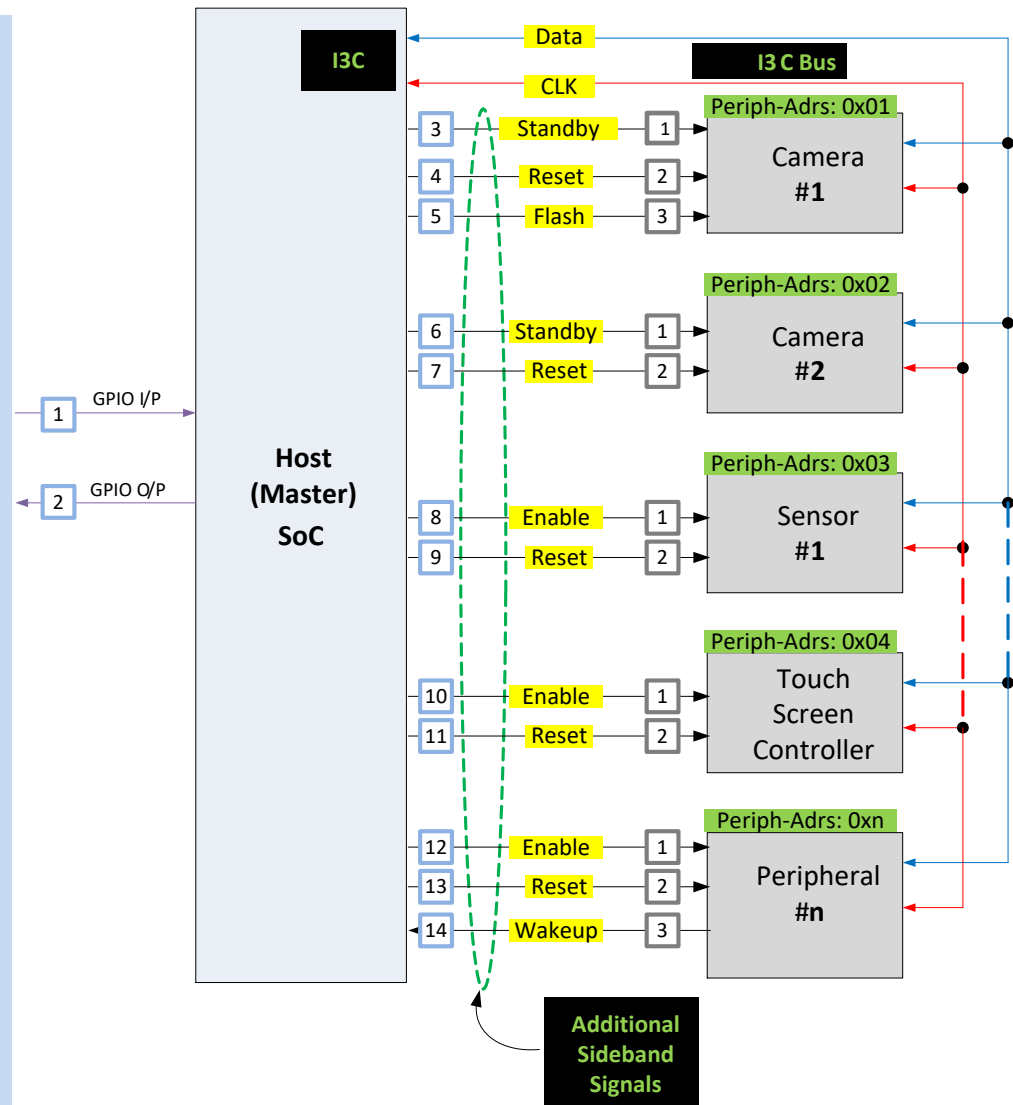 Data
I3C
I3C Bus
CLK
Periph-Adrs: 0x01
3 Standby 1
Camera
#1
4 Reset 2
5 Flash 3
Periph-Adrs: 0x02
6 Standby 1
Camera
#2
7 Reset 2
GPIO I/P
1
Host
(Master)
SoC
GPIO O/P
2
Periph-Adrs: 0x03
8 Enable 1
Sensor
#1
9 Reset 2
Periph-Adrs: 0x04
10 Enable 1
Touch
Screen
Controller
11 Reset 2
Periph-Adrs: 0xn
12 Enable 1
Peripheral
#n
13 Reset 2
14 Wakeup 3
Additional
Sideband
Signals